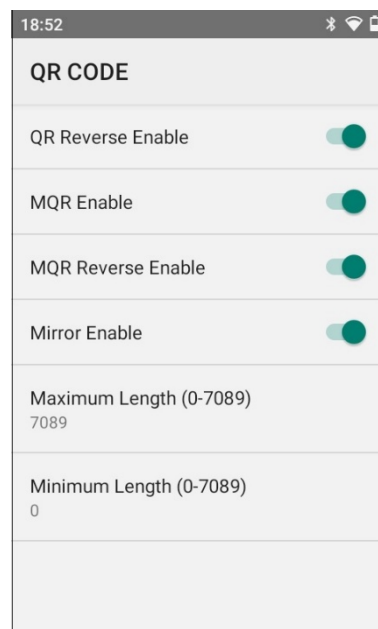 18:52
QR CODE
QR Reverse Enable
MQR Enable
MQR Reverse Enable
Mirror Enable
Maximum Length (0-7089)
7089
Minimum Length (0-7089)
0